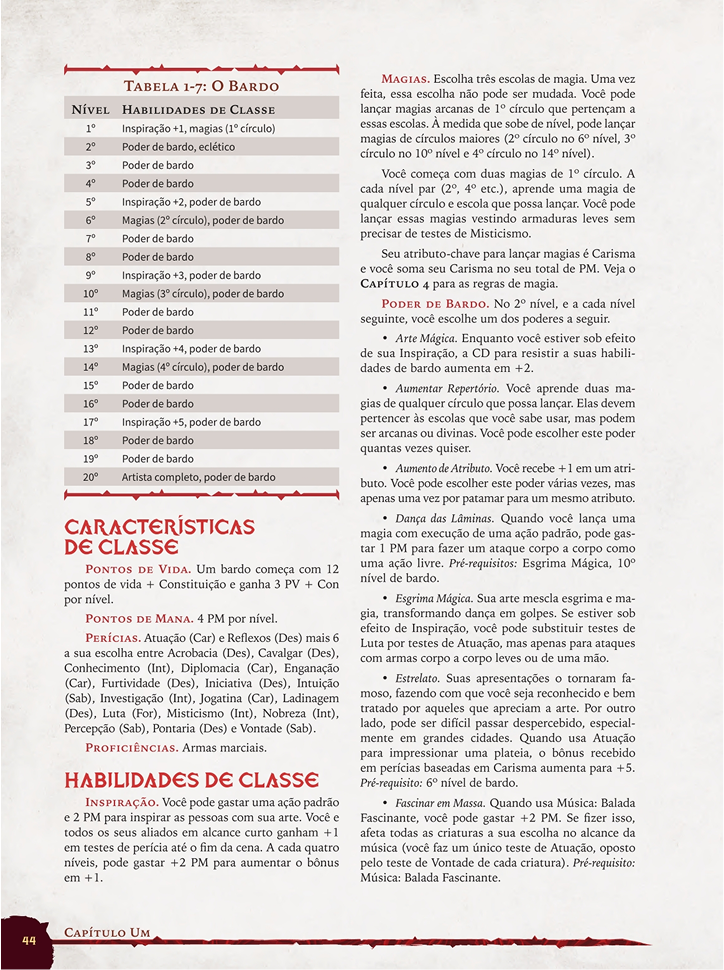 Tabela 1-7: O Bardo
Nível Habilidades de Classe
1º Inspiração +1, magias (1º círculo)
2º Poder de bardo, eclético
3º Poder de bardo
4º Poder de bardo
5º Inspiração +2, poder de bardo
6º Magias (2º círculo), poder de bardo
7º Poder de bardo
8º Poder de bardo
9º Inspiração +3, poder de bardo
10º Magias (3º círculo), poder de bardo
11º Poder de bardo
12º Poder de bardo
13º Inspiração +4, poder de bardo
14º Magias (4º círculo), poder de bardo
15º Poder de bardo
16º Poder de bardo
17º Inspiração +5, poder de bardo
18º Poder de bardo
19º Poder de bardo
20º Artista completo, poder de bardo
Características
de Classe
Pontos de Vida. Um bardo começa com 12
pontos de vida + Constituição e ganha 3 PV + Con
por nível.
Pontos de Mana. 4 PM por nível.
Perícias. Atuação (Car) e Reflexos (Des) mais 6
a sua escolha entre Acrobacia (Des), Cavalgar (Des),
Conhecimento (Int), Diplomacia (Car), Enganação
(Car), Furtividade (Des), Iniciativa (Des), Intuição
(Sab), Investigação (Int), Jogatina (Car), Ladinagem
(Des), Luta (For), Misticismo (Int), Nobreza (Int),
Percepção (Sab), Pontaria (Des) e Vontade (Sab).
Proficiências. Armas marciais.
Habilidades de Classe
Inspiração. Você pode gastar uma ação padrão
e 2 PM para inspirar as pessoas com sua arte. Você e
todos os seus aliados em alcance curto ganham +1
em testes de perícia até o fim da cena. A cada quatro
níveis, pode gastar +2 PM para aumentar o bônus
em +1.
Magias. Escolha três escolas de magia. Uma vez
feita, essa escolha não pode ser mudada. Você pode
lançar magias arcanas de 1º círculo que pertençam a
essas escolas. À medida que sobe de nível, pode lançar
magias de círculos maiores (2º círculo no 6º nível, 3º
círculo no 10º nível e 4º círculo no 14º nível).
Você começa com duas magias de 1º círculo. A
cada nível par (2º, 4º etc.), aprende uma magia de
qualquer círculo e escola que possa lançar. Você pode
lançar essas magias vestindo armaduras leves sem
precisar de testes de Misticismo.
Seu atributo-chave para lançar magias é Carisma
e você soma seu Carisma no seu total de PM. Veja o
Capítulo 4 para as regras de magia.
Poder de Bardo. No 2º nível, e a cada nível
seguinte, você escolhe um dos poderes a seguir.
• Arte Mágica. Enquanto você estiver sob efeito
de sua Inspiração, a CD para resistir a suas habili-
dades de bardo aumenta em +2.
• Aumentar Repertório. Você aprende duas ma-
gias de qualquer círculo que possa lançar. Elas devem
pertencer às escolas que você sabe usar, mas podem
ser arcanas ou divinas. Você pode escolher este poder
quantas vezes quiser.
• Aumento de Atributo. Você recebe +1 em um atri-
buto. Você pode escolher este poder várias vezes, mas
apenas uma vez por patamar para um mesmo atributo.
• Dança das Lâminas. Quando você lança uma
magia com execução de uma ação padrão, pode gas-
tar 1 PM para fazer um ataque corpo a corpo como
uma ação livre. Pré-requisitos: Esgrima Mágica, 10º
nível de bardo.
• Esgrima Mágica. Sua arte mescla esgrima e ma-
gia, transformando dança em golpes. Se estiver sob
efeito de Inspiração, você pode substituir testes de
Luta por testes de Atuação, mas apenas para ataques
com armas corpo a corpo leves ou de uma mão.
• Estrelato. Suas apresentações o tornaram fa-
moso, fazendo com que você seja reconhecido e bem
tratado por aqueles que apreciam a arte. Por outro
lado, pode ser difícil passar despercebido, especial-
mente em grandes cidades. Quando usa Atuação
para impressionar uma plateia, o bônus recebido
em perícias baseadas em Carisma aumenta para +5.
Pré-requisito: 6º nível de bardo.
• Fascinar em Massa. Quando usa Música: Balada
Fascinante, você pode gastar +2 PM. Se fizer isso,
afeta todas as criaturas a sua escolha no alcance da
música (você faz um único teste de Atuação, oposto
pelo teste de Vontade de cada criatura). Pré-requisito:
Música: Balada Fascinante.
44
Capítulo Um